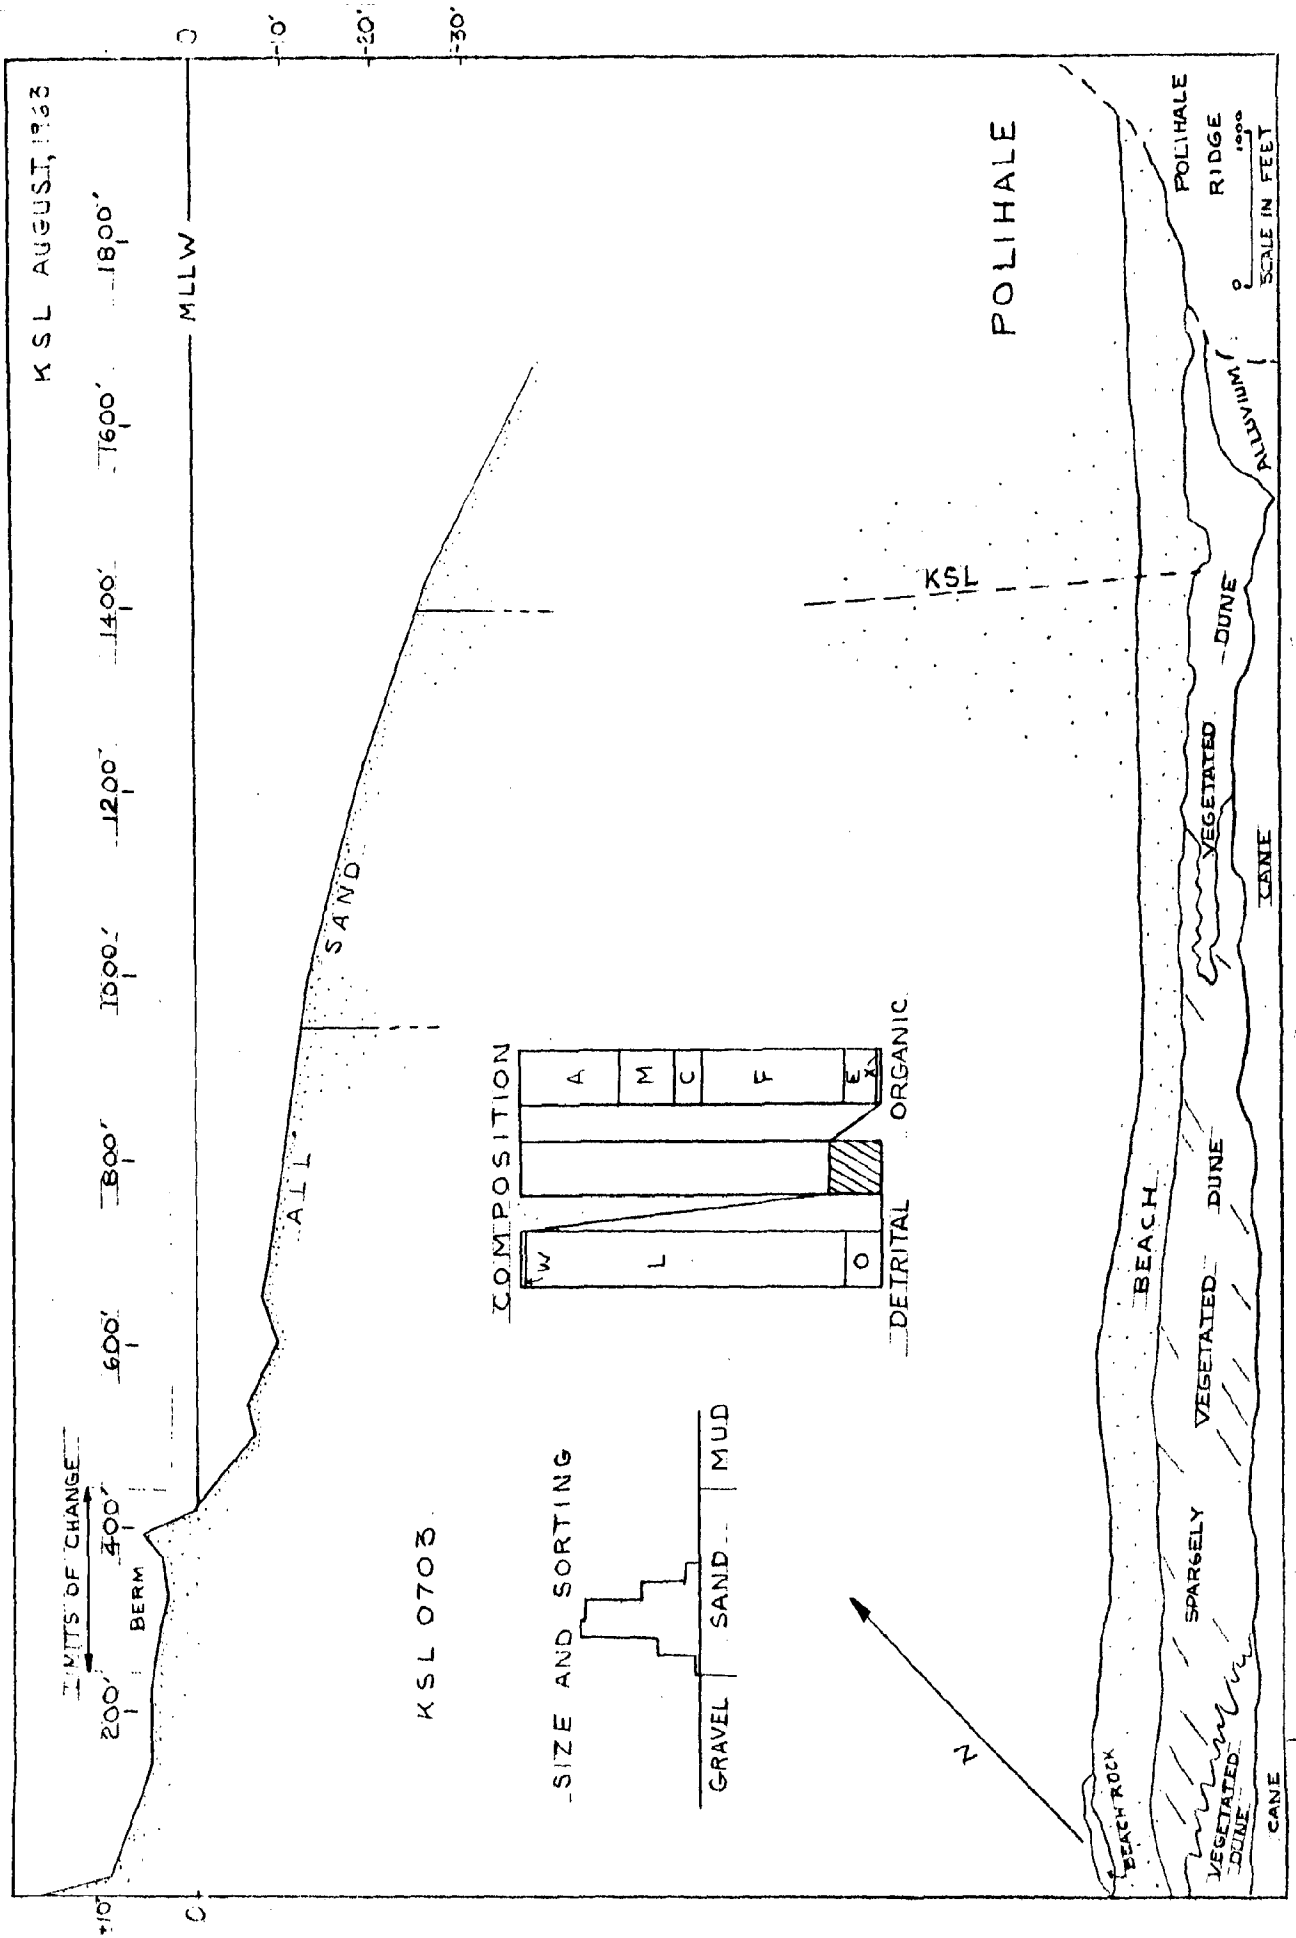 KSL AUGUST, 1963
LIMITS OF CHANGE
BERM
200' 400' 600' 800' 1000' 1200' 1400' 1600' 1800'
+10'
0
MLLW
0
-10'
-20'
-30'
ALL SAND
KSL 0703
SIZE AND SORTING
GRAVEL SAND MUD
COMPOSITION
W
L
O
A
M
C
F
E
X
DETRITAL ORGANIC
POLIHALE
KSL
N
BEACH ROCK
BEACH
VEGETATED
DUNE
CANE
SPARGELY VEGETATED DUNE
VEGETATED DUNE
CANE
ALLUVIUM
POLIHALE
RIDGE
0 1000
SCALE IN FEET